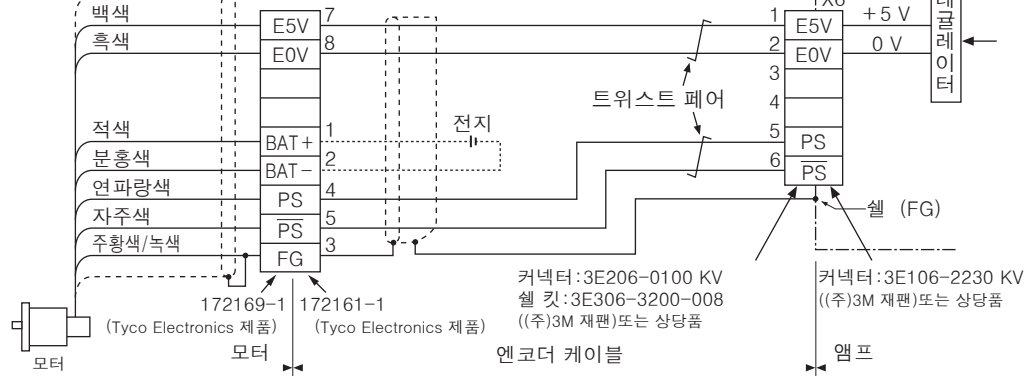 백색
흑색
적색
분홍색
연파랑색
자주색
주황색/녹색
E5V 7
E0V 8
BAT+ 1
BAT− 2
PS 4
PS 5
FG 3
전지
트위스트 페어
X6
1 E5V +5 V
2 E0V 0 V
3
4
5 PS
6 PS
레귤레이터
쉘 (FG)
172169-1
(Tyco Electronics 제품)
172161-1
(Tyco Electronics 제품)
커넥터:3E206-0100 KV
쉘 킷:3E306-3200-008
((주)3M 재팬)또는 상당품
커넥터:3E106-2230 KV
((주)3M 재팬)또는 상당품
모터
모터
엔코더 케이블
앰프